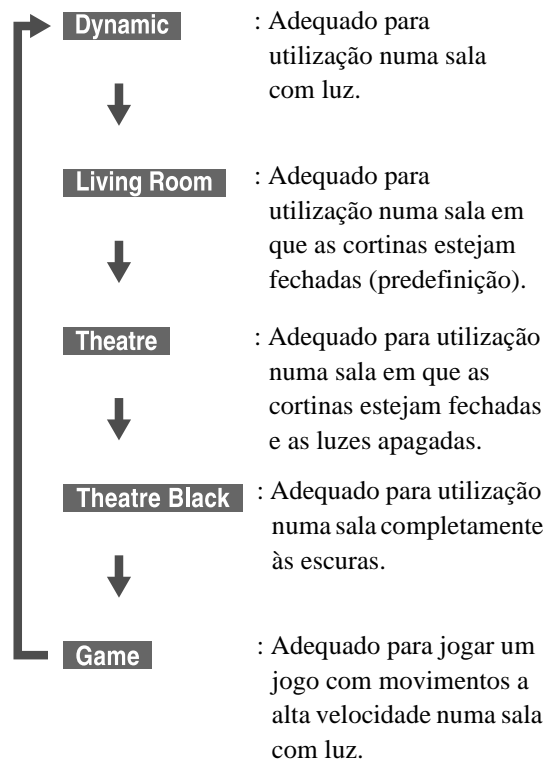 Dynamic : Adequado para
utilização numa sala
com luz.
Living Room : Adequado para
utilização numa sala em
que as cortinas estejam
fechadas (predefinição).
Theatre : Adequado para utilização
numa sala em que as
cortinas estejam fechadas
e as luzes apagadas.
Theatre Black : Adequado para utilização
numa sala completamente
às escuras.
Game : Adequado para jogar um
jogo com movimentos a
alta velocidade numa sala
com luz.